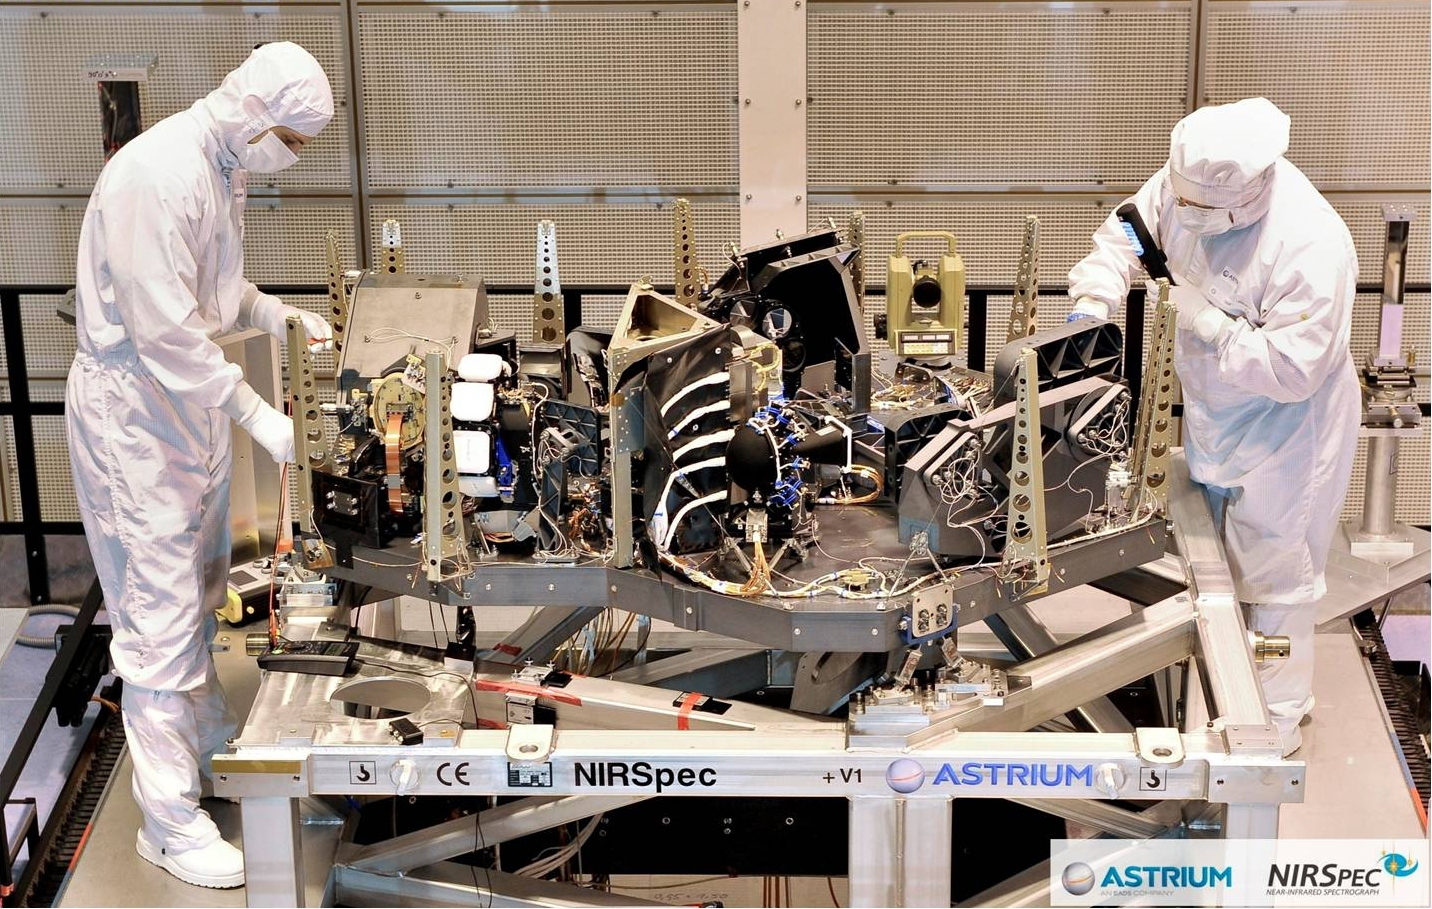 CE
NIRSpec
+V1
ASTRIUM
ASTRIUM
AN EADS COMPANY
NIRSPEC
NEAR-INFRARED SPECTROGRAPH